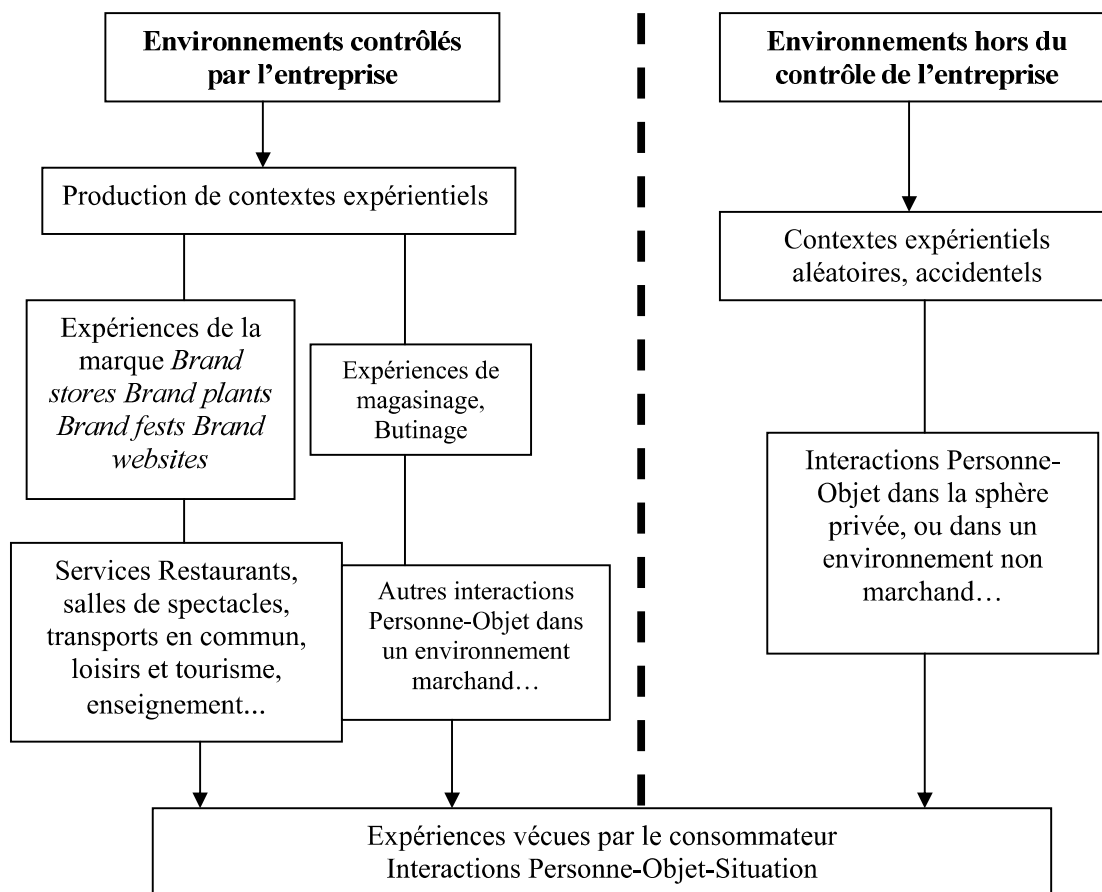 Environnements contrôlés
par l’entreprise
Environnements hors du
contrôle de l’entreprise
Production de contextes expérientiels
Contextes expérientiels
aléatoires, accidentels
Expériences de la
marque Brand
stores Brand plants
Brand fests Brand
websites
Expériences de
magasinage,
Butinage
Interactions Personne-
Objet dans la sphère
privée, ou dans un
environnement non
marchand…
Services Restaurants,
salles de spectacles,
transports en commun,
loisirs et tourisme,
enseignement...
Autres interactions
Personne-Objet dans
un environnement
marchand…
Expériences vécues par le consommateur
Interactions Personne-Objet-Situation